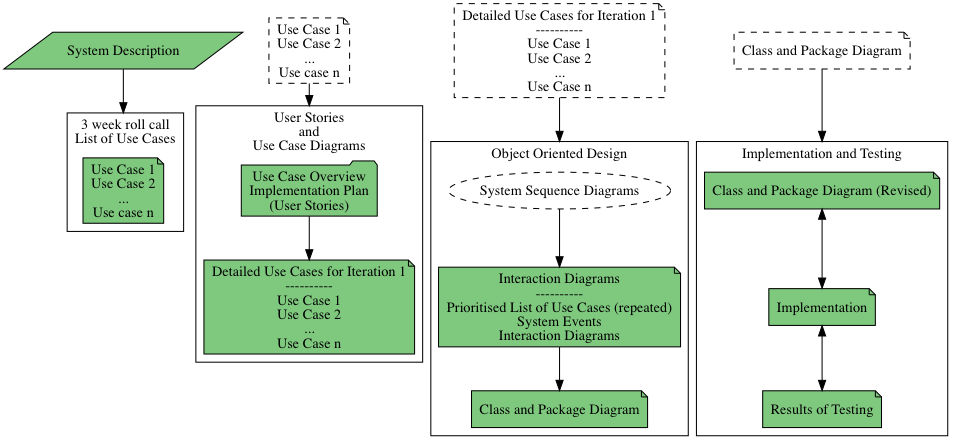 System Description
3 week roll call
List of Use Cases
Use Case 1
Use Case 2
...
Use case n
Use Case 1
Use Case 2
...
Use case n
User Stories
and
Use Case Diagrams
Use Case Overview
Implementation Plan
(User Stories)
Detailed Use Cases for Iteration 1
----------
Use Case 1
Use Case 2
...
Use Case n
Detailed Use Cases for Iteration 1
----------
Use Case 1
Use Case 2
...
Use Case n
Object Oriented Design
System Sequence Diagrams
Interaction Diagrams
----------
Prioritised List of Use Cases (repeated)
System Events
Interaction Diagrams
Class and Package Diagram
Class and Package Diagram
Implementation and Testing
Class and Package Diagram (Revised)
Implementation
Results of Testing